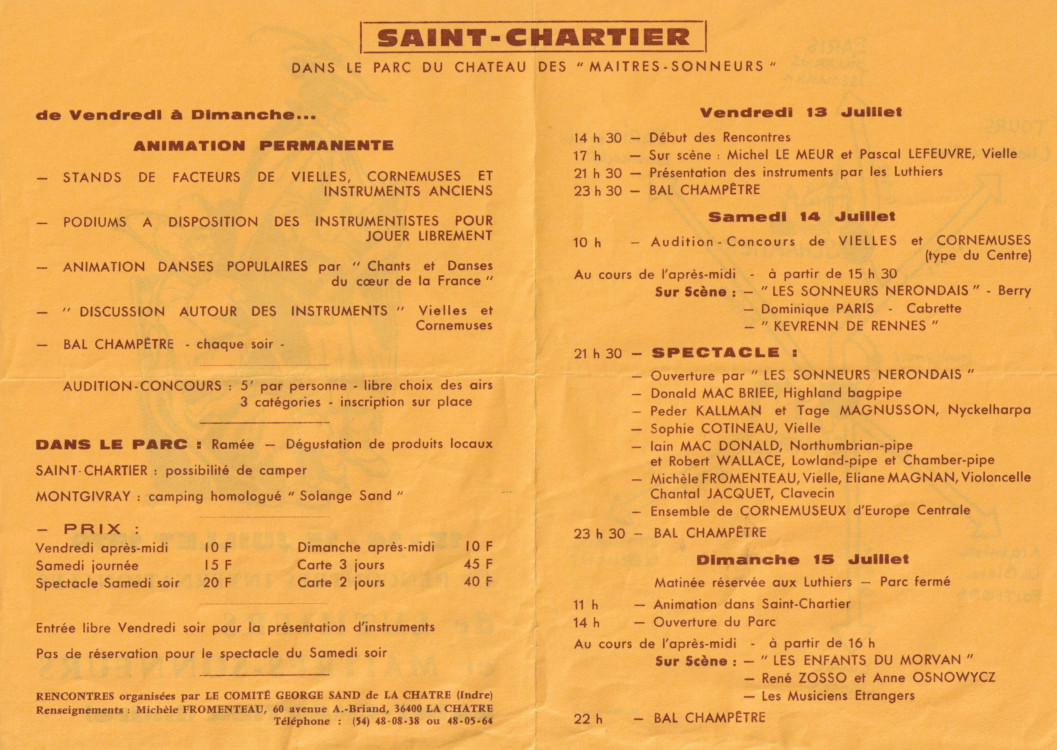 SAINT-CHARTIER
DANS LE PARC DU CHATEAU DES " MAITRES-SONNEURS "
de Vendredi à Dimanche...
ANIMATION PERMANENTE
— STANDS DE FACTEURS DE VIELLES, CORNEMUSES ET
INSTRUMENTS ANCIENS
— PODIUMS A DISPOSITION DES INSTRUMENTISTES POUR
JOUER LIBREMENT
— ANIMATION DANSES POPULAIRES par " Chants et Danses
du cœur de la France "
— " DISCUSSION AUTOUR DES INSTRUMENTS " Vielles et
Cornemuses
— BAL CHAMPÊTRE - chaque soir -
AUDITION-CONCOURS : 5' par personne - libre choix des airs
3 catégories - inscription sur place
DANS LE PARC : Ramée — Dégustation de produits locaux
SAINT-CHARTIER : possibilité de camper
MONTGIVRAY : camping homologué " Solange Sand "
— PRIX :
Vendredi après-midi 10 F Dimanche après-midi 10 F
Samedi journée 15 F Carte 3 jours 45 F
Spectacle Samedi soir 20 F Carte 2 jours 40 F
Entrée libre Vendredi soir pour la présentation d'instruments
Pas de réservation pour le spectacle du Samedi soir
RENCONTRES organisées par LE COMITÉ GEORGE SAND de LA CHATRE (Indre)
Renseignements : Michèle FROMENTEAU, 60 avenue A.-Briand, 36400 LA CHATRE
Téléphone : (54) 48-08-38 ou 48-05-64
Vendredi 13 Juillet
14 h 30 — Début des Rencontres
17 h — Sur scène : Michel LE MEUR et Pascal LEFEUVRE, Vielle
21 h 30 — Présentation des instruments par les Luthiers
23 h 30 — BAL CHAMPÊTRE
Samedi 14 Juillet
10 h — Audition-Concours de VIELLES et CORNEMUSES
(type du Centre)
Au cours de l'après-midi - à partir de 15 h 30
Sur Scène : — " LES SONNEURS NERONDAIS " - Berry
— Dominique PARIS - Cabrette
— " KEVRENN DE RENNES "
21 h 30 — SPECTACLE :
— Ouverture par " LES SONNEURS NERONDAIS "
— Donald MAC BRIEE, Highland bagpipe
— Peder KALLMAN et Tage MAGNUSSON, Nyckelharpa
— Sophie COTINEAU, Vielle
— Iain MAC DONALD, Northumbrian-pipe
et Robert WALLACE, Lowland-pipe et Chamber-pipe
— Michèle FROMENTEAU, Vielle, Eliane MAGNAN, Violoncelle
Chantal JACQUET, Clavecin
— Ensemble de CORNEMUSEUX d'Europe Centrale
23 h 30 — BAL CHAMPÊTRE
Dimanche 15 Juillet
Matinée réservée aux Luthiers — Parc fermé
11 h — Animation dans Saint-Chartier
14 h — Ouverture du Parc
Au cours de l'après-midi - à partir de 16 h
Sur Scène : — " LES ENFANTS DU MORVAN "
— René ZOSSO et Anne OSNOWYCZ
— Les Musiciens Etrangers
22 h — BAL CHAMPÊTRE